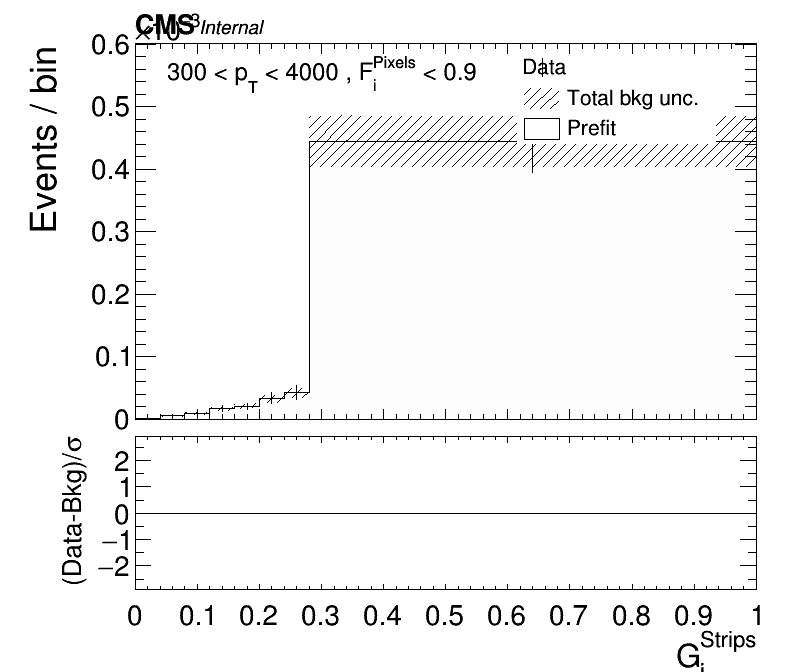 CMS Internal
×10⁻³
300 < p_T < 4000 , F_i^Pixels < 0.9
Data
Total bkg unc.
Prefit
Events / bin
0.6
0.5
0.4
0.3
0.2
0.1
0
(Data-Bkg)/σ
2
1
0
−1
−2
0 0.1 0.2 0.3 0.4 0.5 0.6 0.7 0.8 0.9 1
G_i^Strips